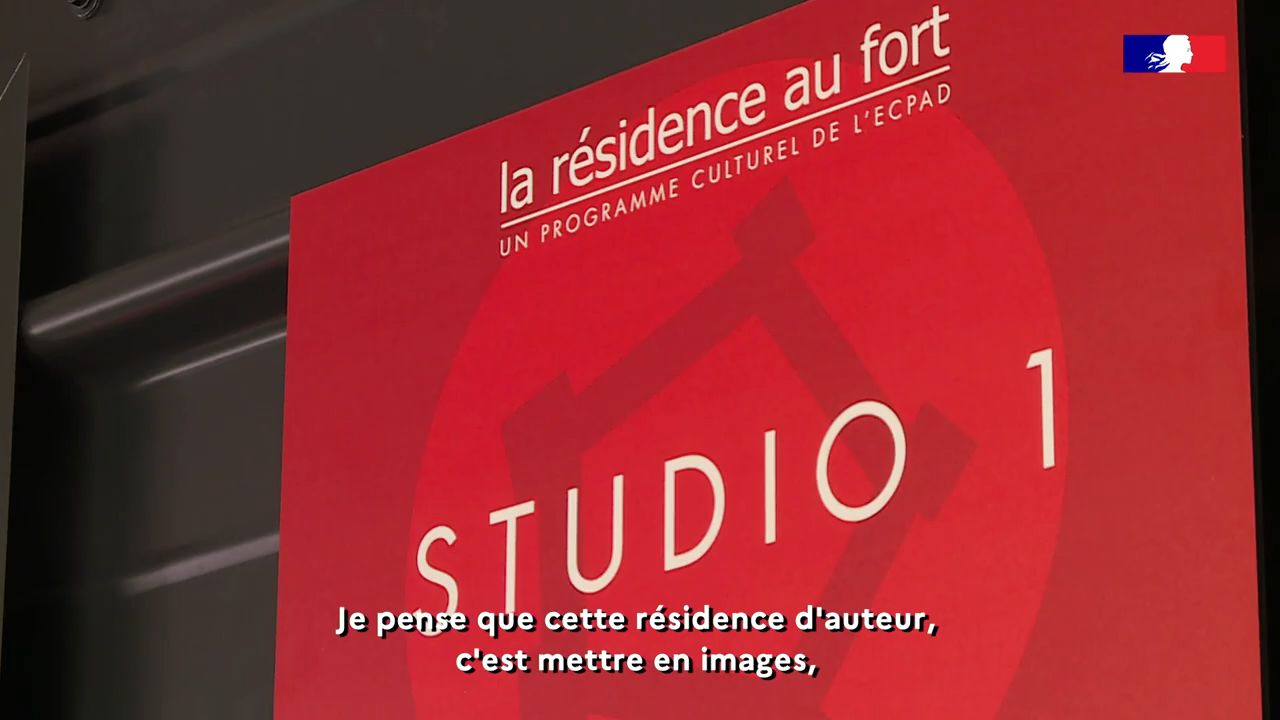 la résidence au fort
UN PROGRAMME CULTUREL DE L'ECPAD
STUDIO 1
Je pense que cette résidence d'auteur,
c'est mettre en images,